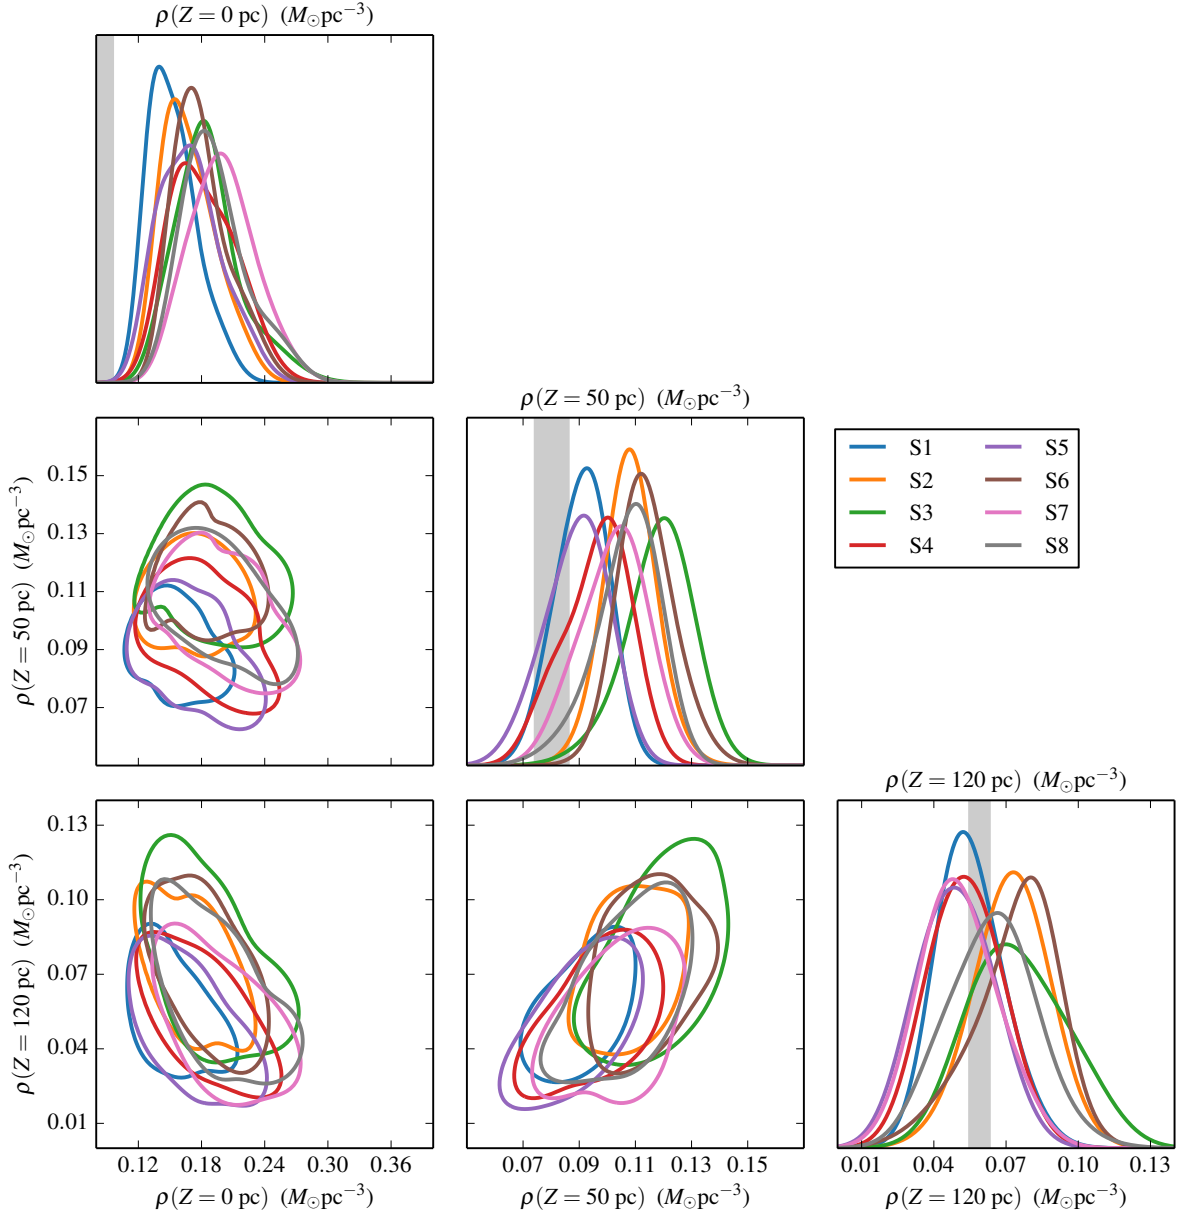 ρ(Z = 0 pc) (M⊙pc⁻³)
ρ(Z = 50 pc) (M⊙pc⁻³)
S1 S5
S2 S6
S3 S7
S4 S8
0.15
0.13
0.11
0.09
0.07
ρ(Z = 50 pc) (M⊙pc⁻³)
ρ(Z = 120 pc) (M⊙pc⁻³)
0.13
0.10
0.07
0.04
0.01
ρ(Z = 120 pc) (M⊙pc⁻³)
0.12 0.18 0.24 0.30 0.36
0.07 0.09 0.11 0.13 0.15
0.01 0.04 0.07 0.10 0.13
ρ(Z = 0 pc) (M⊙pc⁻³)
ρ(Z = 50 pc) (M⊙pc⁻³)
ρ(Z = 120 pc) (M⊙pc⁻³)